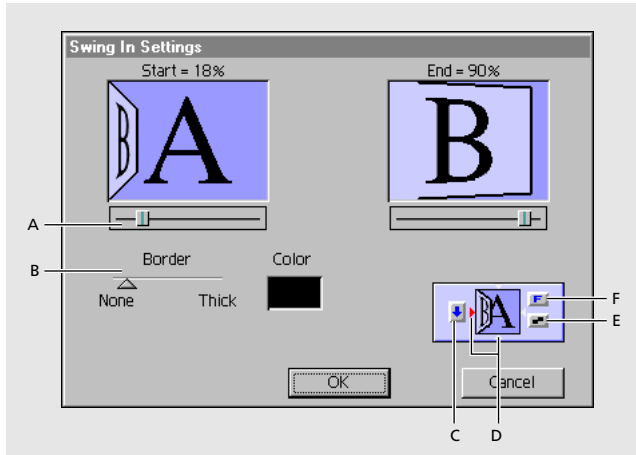 Swing In Settings
Start = 18%
End = 90%
B
A
B
A
B
Border
Color
None
Thick
B
A
F
F
E
OK
Cancel
C
D